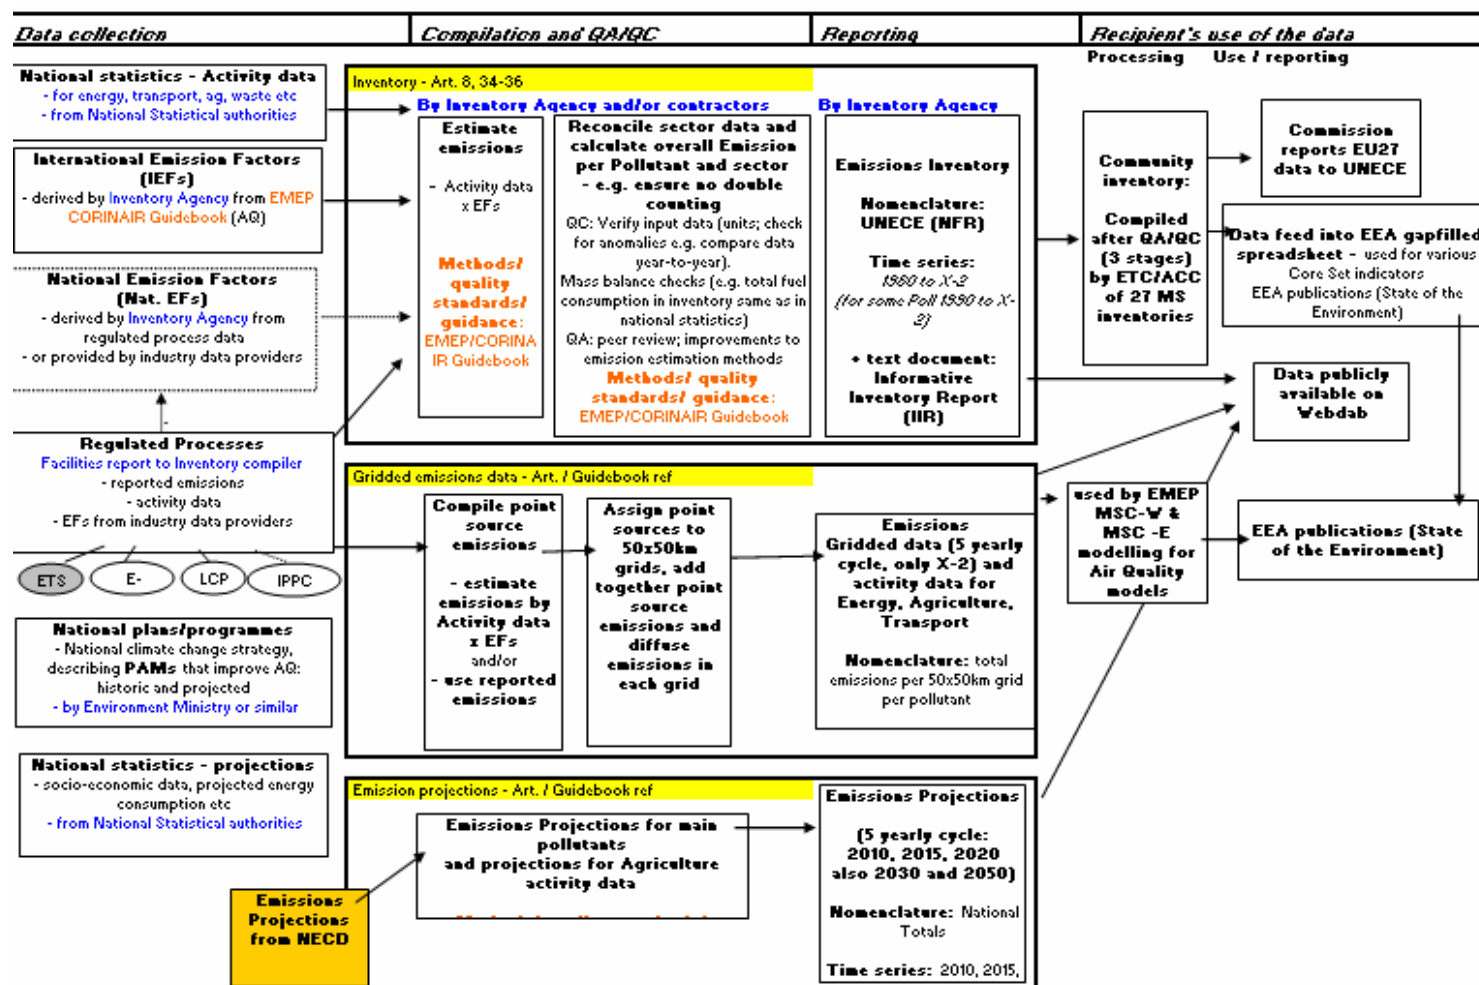 Data collection
Compilation and QA/QC
Reporting
Recipient's use of the data
Processing
Use / reporting
National statistics - Activity data
- for energy, transport, ag, waste etc
- from National Statistical authorities
International Emission Factors
(IEFs)
- derived by Inventory Agency from EMEP
CORINAIR Guidebook (AQ)
National Emission Factors
(Nat. EFs)
- derived by Inventory Agency from
regulated process data
- or provided by industry data providers
Regulated Processes
Facilities report to Inventory compiler
- reported emissions
- activity data
- EFs from industry data providers
ETS
E-
LCP
IPPC
National plans/programmes
- National climate change strategy,
describing PAMs that improve AQ:
historic and projected
- by Environment Ministry or similar
National statistics - projections
- socio-economic data, projected energy
consumption etc
- from National Statistical authorities
Emissions
Projections
from NECD
Inventory - Art. 8, 34-36
By Inventory Agency and/or contractors
By Inventory Agency
Estimate
emissions
- Activity data
x EFs
Methods/
quality
standards/
guidance:
EMEP/CORINA
IR Guidebook
Reconcile sector data and
calculate overall Emission
per Pollutant and sector
- e.g. ensure no double
counting
QC: Verify input data (units; check
for anomalies e.g. compare data
year-to-year).
Mass balance checks (e.g. total fuel
consumption in inventory same as in
national statistics)
QA: peer review; improvements to
emission estimation methods
Methods/ quality
standards/ guidance:
EMEP/CORINAIR Guidebook
Emissions Inventory
Nomenclature:
UNECE (NFR)
Time series:
1980 to X-2
(for some Poll 1990 to X-
2)
+ text document:
Informative
Inventory Report
(IIR)
Community
inventory:
Compiled
after QA/QC
(3 stages)
by ETC/ACC
of 27 MS
inventories
Commission
reports EU27
data to UNECE
Data feed into EEA gapfilled
spreadsheet - used for various
Core Set indicators
EEA publications (State of the
Environment)
Data publicly
available on
Webdab
Gridded emissions data - Art. / Guidebook ref
Compile point
source
emissions
- estimate
emissions by
Activity data
x EFs
and/or
- use reported
emissions
Assign point
sources to
50x50km
grids, add
together point
source
emissions and
diffuse
emissions in
each grid
Emissions
Gridded data (5 yearly
cycle, only X-2) and
activity data for
Energy, Agriculture,
Transport
Nomenclature: total
emissions per 50x50km grid
per pollutant
used by EMEP
MSC-W &
MSC -E
modelling for
Air Quality
models
EEA publications (State
of the Environment)
Emission projections - Art. / Guidebook ref
Emissions Projections for main
pollutants
and projections for Agriculture
activity data
Emissions Projections
(5 yearly cycle:
2010, 2015, 2020
also 2030 and 2050)
Nomenclature: National
Totals
Time series: 2010, 2015,